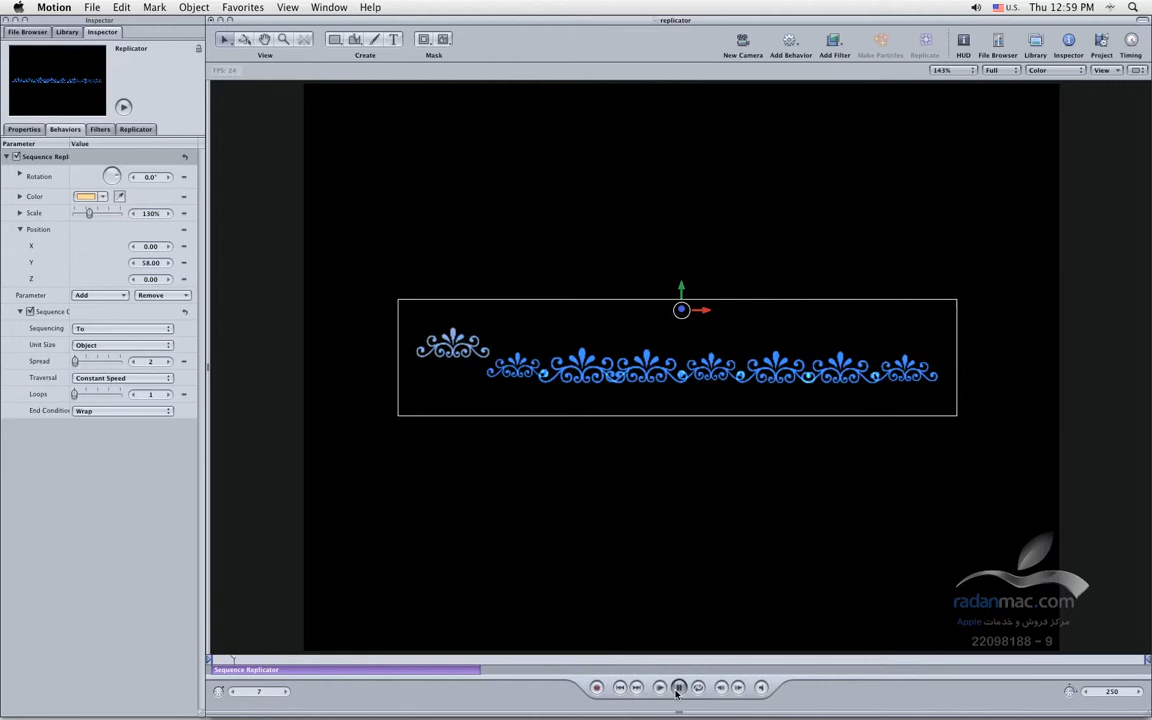 Motion File Edit Mark Object Favorites View Window Help
U.S. Thu 12:59 PM
Inspector
replicator
File Browser Library Inspector
Replicator
View Create Mask
New Camera Add Behavior Add Filter Make Particles Replicate HUD File Browser Library Inspector Project Timing
FPS: 24
143% Full Color View
Properties Behaviors Filters Replicator
Parameter Value
Sequence Repl
Rotation 0.0°
Color
Scale 130%
Position
X 0.00
Y 58.00
Z 0.00
Parameter Add Remove
Sequence C
Sequencing To
Unit Size Object
Spread 2
Traversal Constant Speed
Loops 1
End Condition Wrap
radanmac.com
مرکز فروش و خدمات Apple
22098188 - 9
Sequence Replicator
7
250